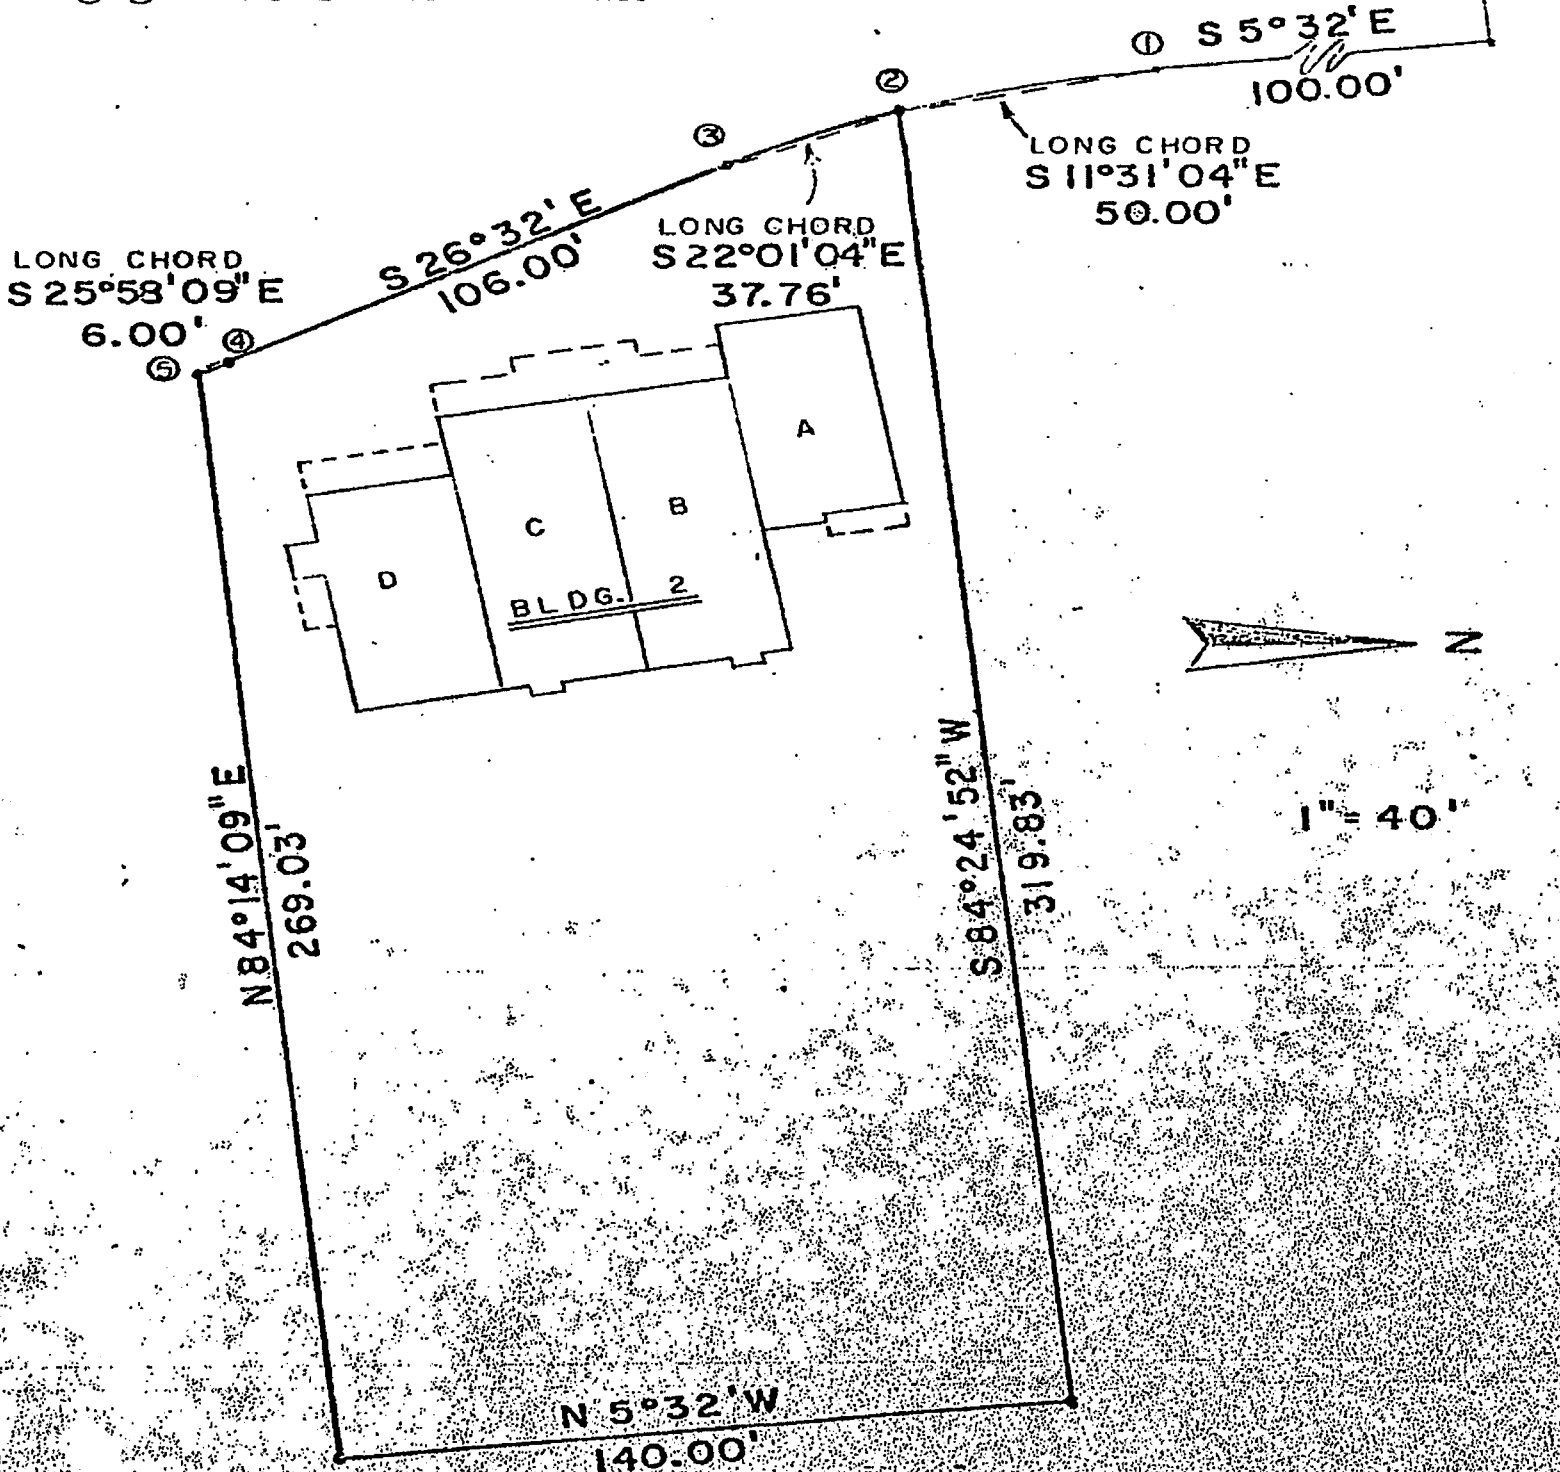 ① S 5°32' E
100.00'
②
LONG CHORD
S 11°31'04" E
50.00'
③
S 26°32' E
106.00'
LONG CHORD
S 22°01'04" E
37.76'
LONG CHORD
S 25°58'09" E
6.00'
④
⑤
A
B
C
D
BLDG. 2
N
1" = 40'
N 84°14'09" E
269.03'
S 84°24'52" W
319.83'
N 5°32' W
140.00'